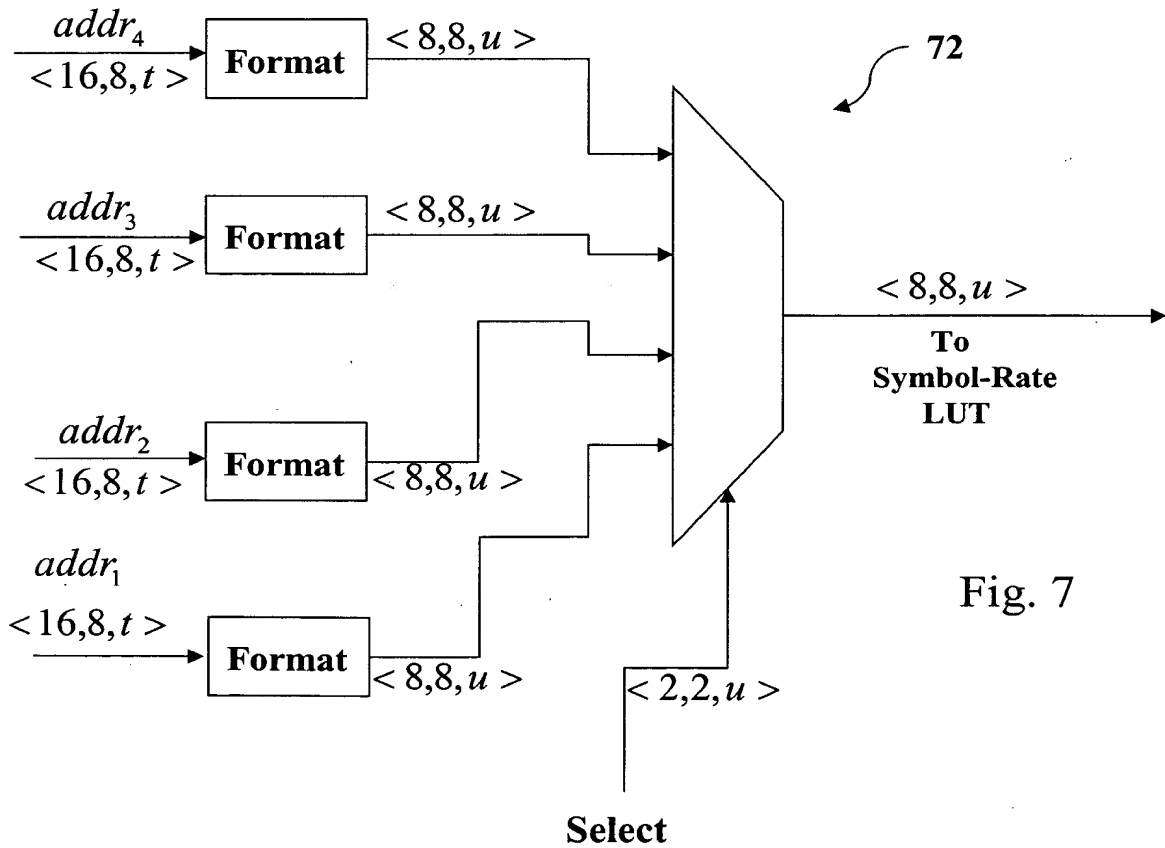 addr₄
<16,8,t>
Format
<8,8,u>
72
addr₃
<16,8,t>
Format
<8,8,u>
<8,8,u>
To
Symbol-Rate
LUT
addr₂
<16,8,t>
Format
<8,8,u>
addr₁
<16,8,t>
Format
<8,8,u>
Fig. 7
<2,2,u>
Select